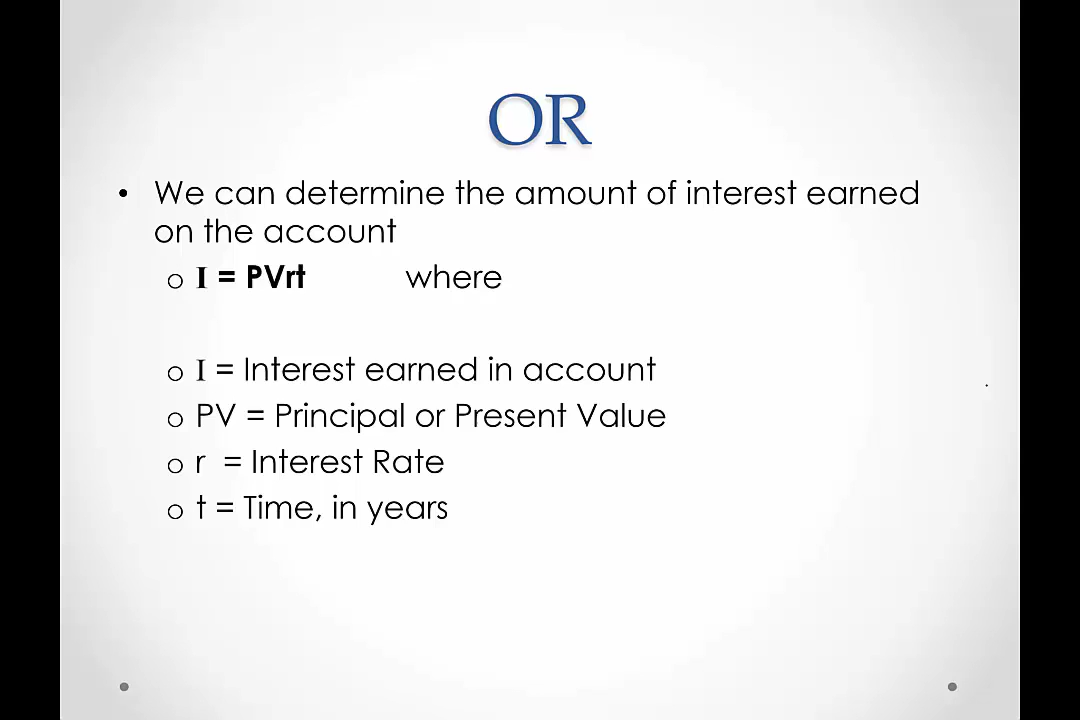 OR
• We can determine the amount of interest earned
on the account
o I = PVrt where
o I = Interest earned in account
o PV = Principal or Present Value
o r = Interest Rate
o t = Time, in years